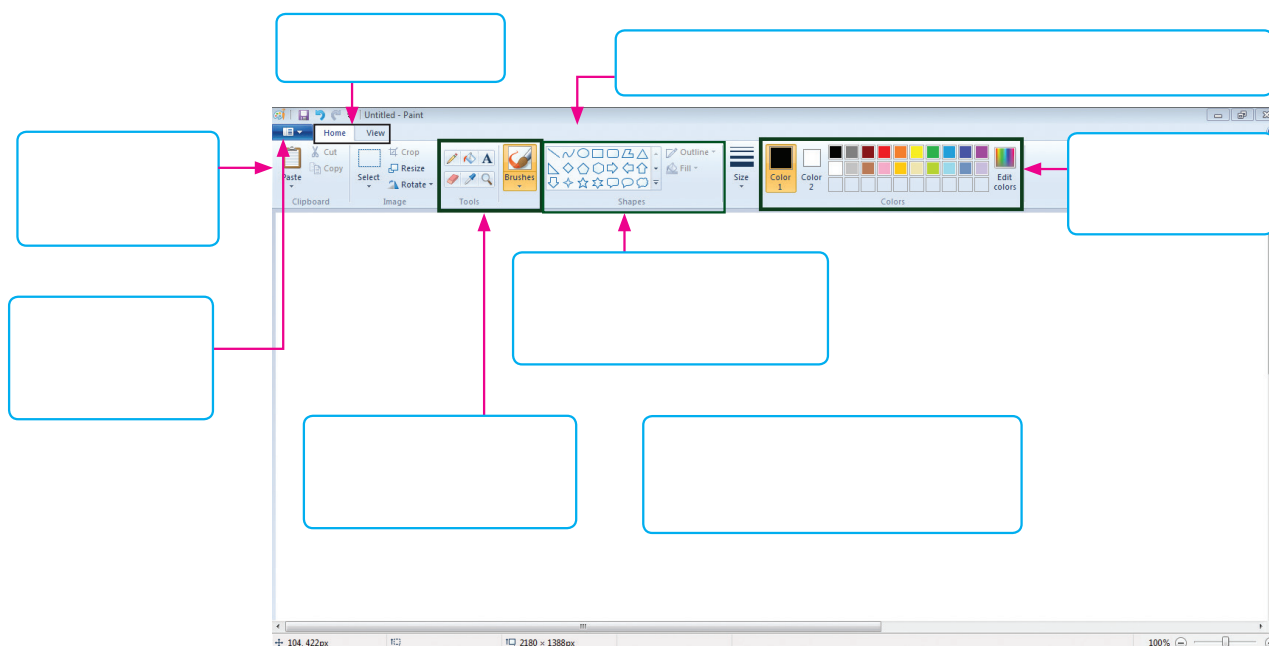 Untitled - Paint
Home View
Cut
Copy
Paste
Clipboard
Select
Crop
Resize
Rotate
Image
A
Tools
Brushes
Outline
Fill
Shapes
Size
Color
1
Color
2
Edit
colors
Colors
104, 422px
2180 × 1388px
100%